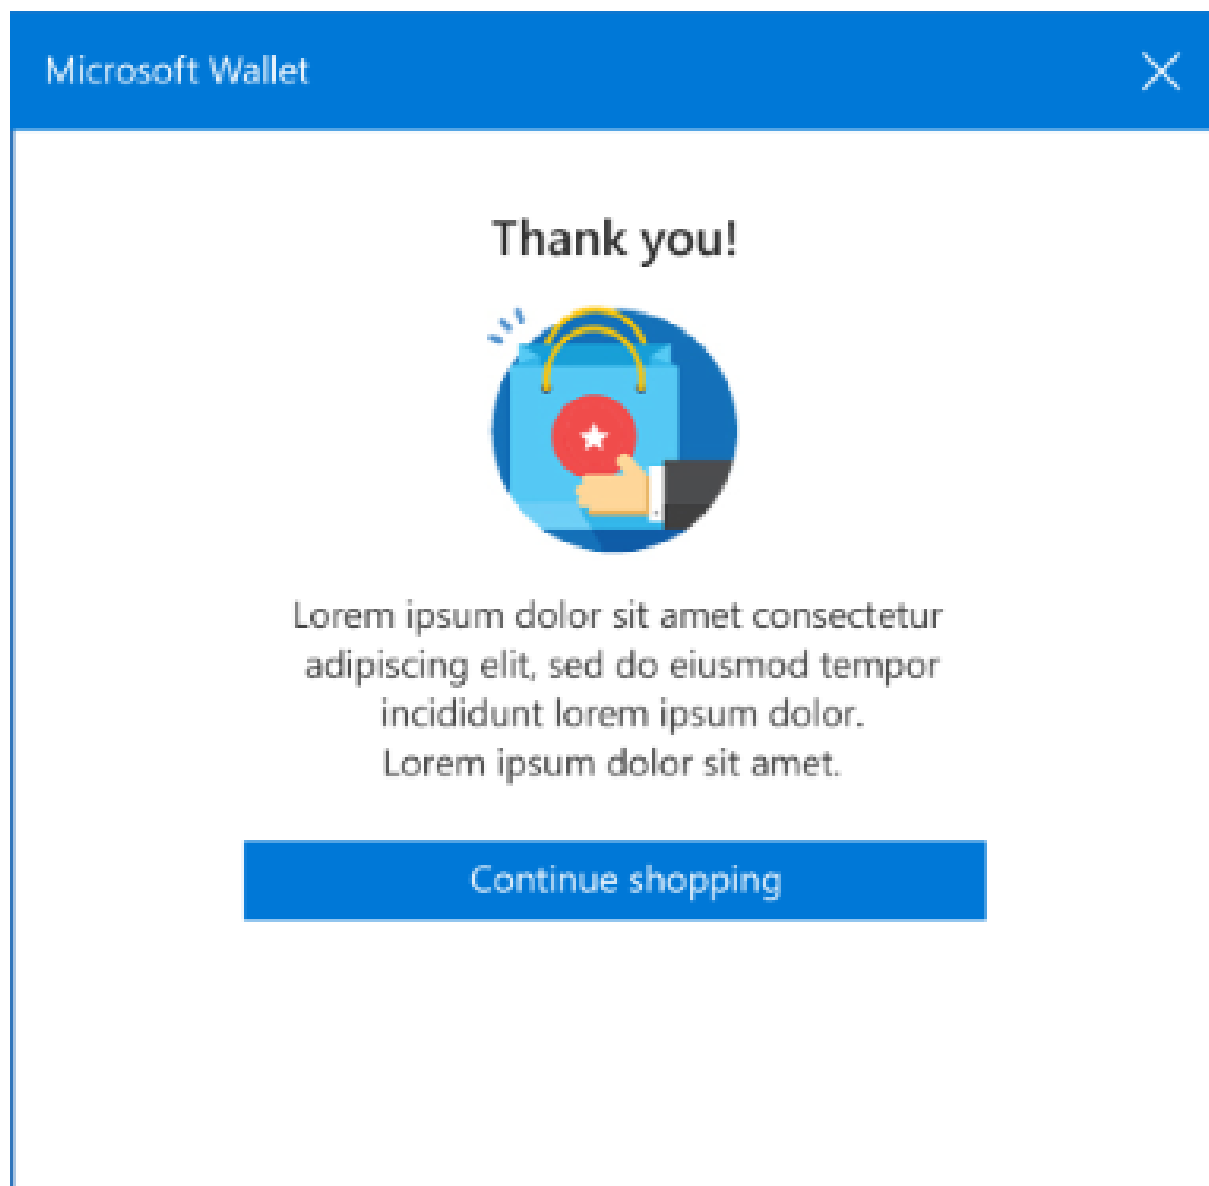 Microsoft Wallet
Thank you!
Lorem ipsum dolor sit amet consectetur
adipiscing elit, sed do eiusmod tempor
incididunt lorem ipsum dolor.
Lorem ipsum dolor sit amet.
Continue shopping